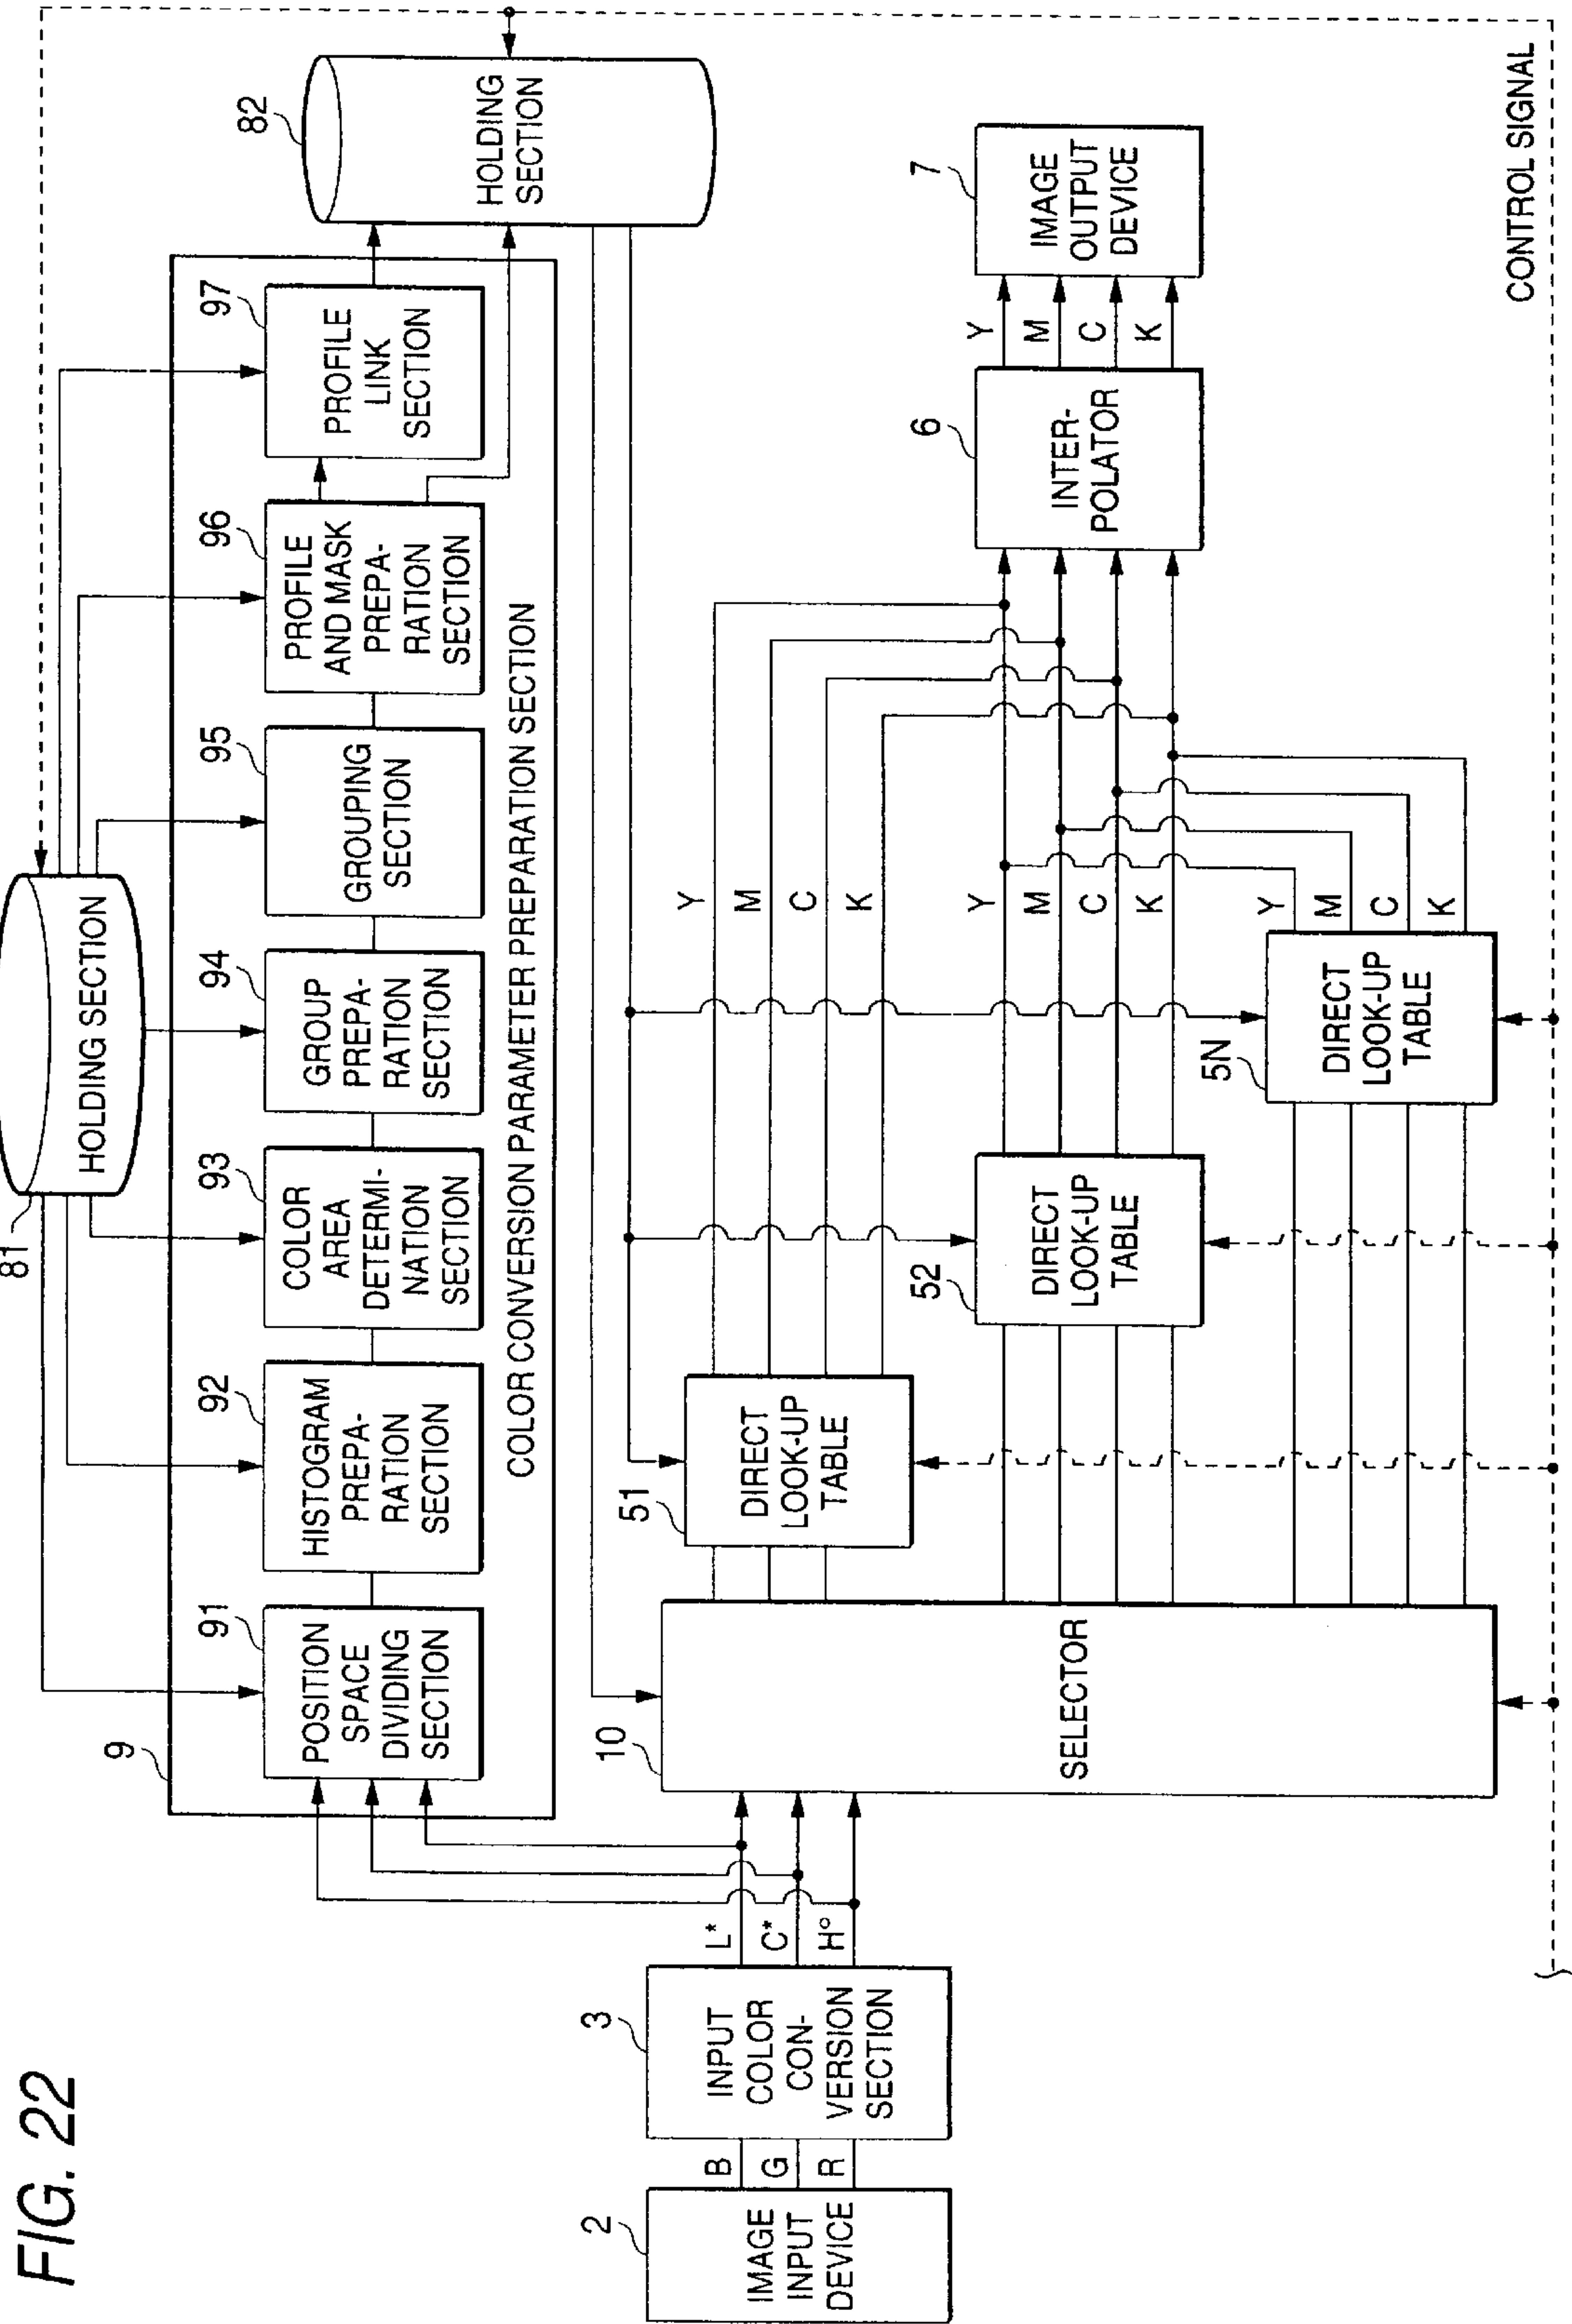 FIG. 22
81
HOLDING SECTION
82
HOLDING
SECTION
9
91
POSITION
SPACE
DIVIDING
SECTION
92
HISTOGRAM
PREPA-
RATION
SECTION
93
COLOR
AREA
DETERMI-
NATION
SECTION
94
GROUP
PREPA-
RATION
SECTION
95
GROUPING
SECTION
96
PROFILE
AND MASK
PREPA-
RATION
SECTION
97
PROFILE
LINK
SECTION
COLOR CONVERSION PARAMETER PREPARATION SECTION
2
IMAGE
INPUT
DEVICE
B
G
R
3
INPUT
COLOR
CON-
VERSION
SECTION
L*
C*
H°
10
SELECTOR
51
DIRECT
LOOK-UP
TABLE
Y
M
C
K
52
DIRECT
LOOK-UP
TABLE
Y
M
C
K
5N
DIRECT
LOOK-UP
TABLE
Y
M
C
K
6
INTER-
POLATOR
Y
M
C
K
7
IMAGE
OUTPUT
DEVICE
CONTROL SIGNAL